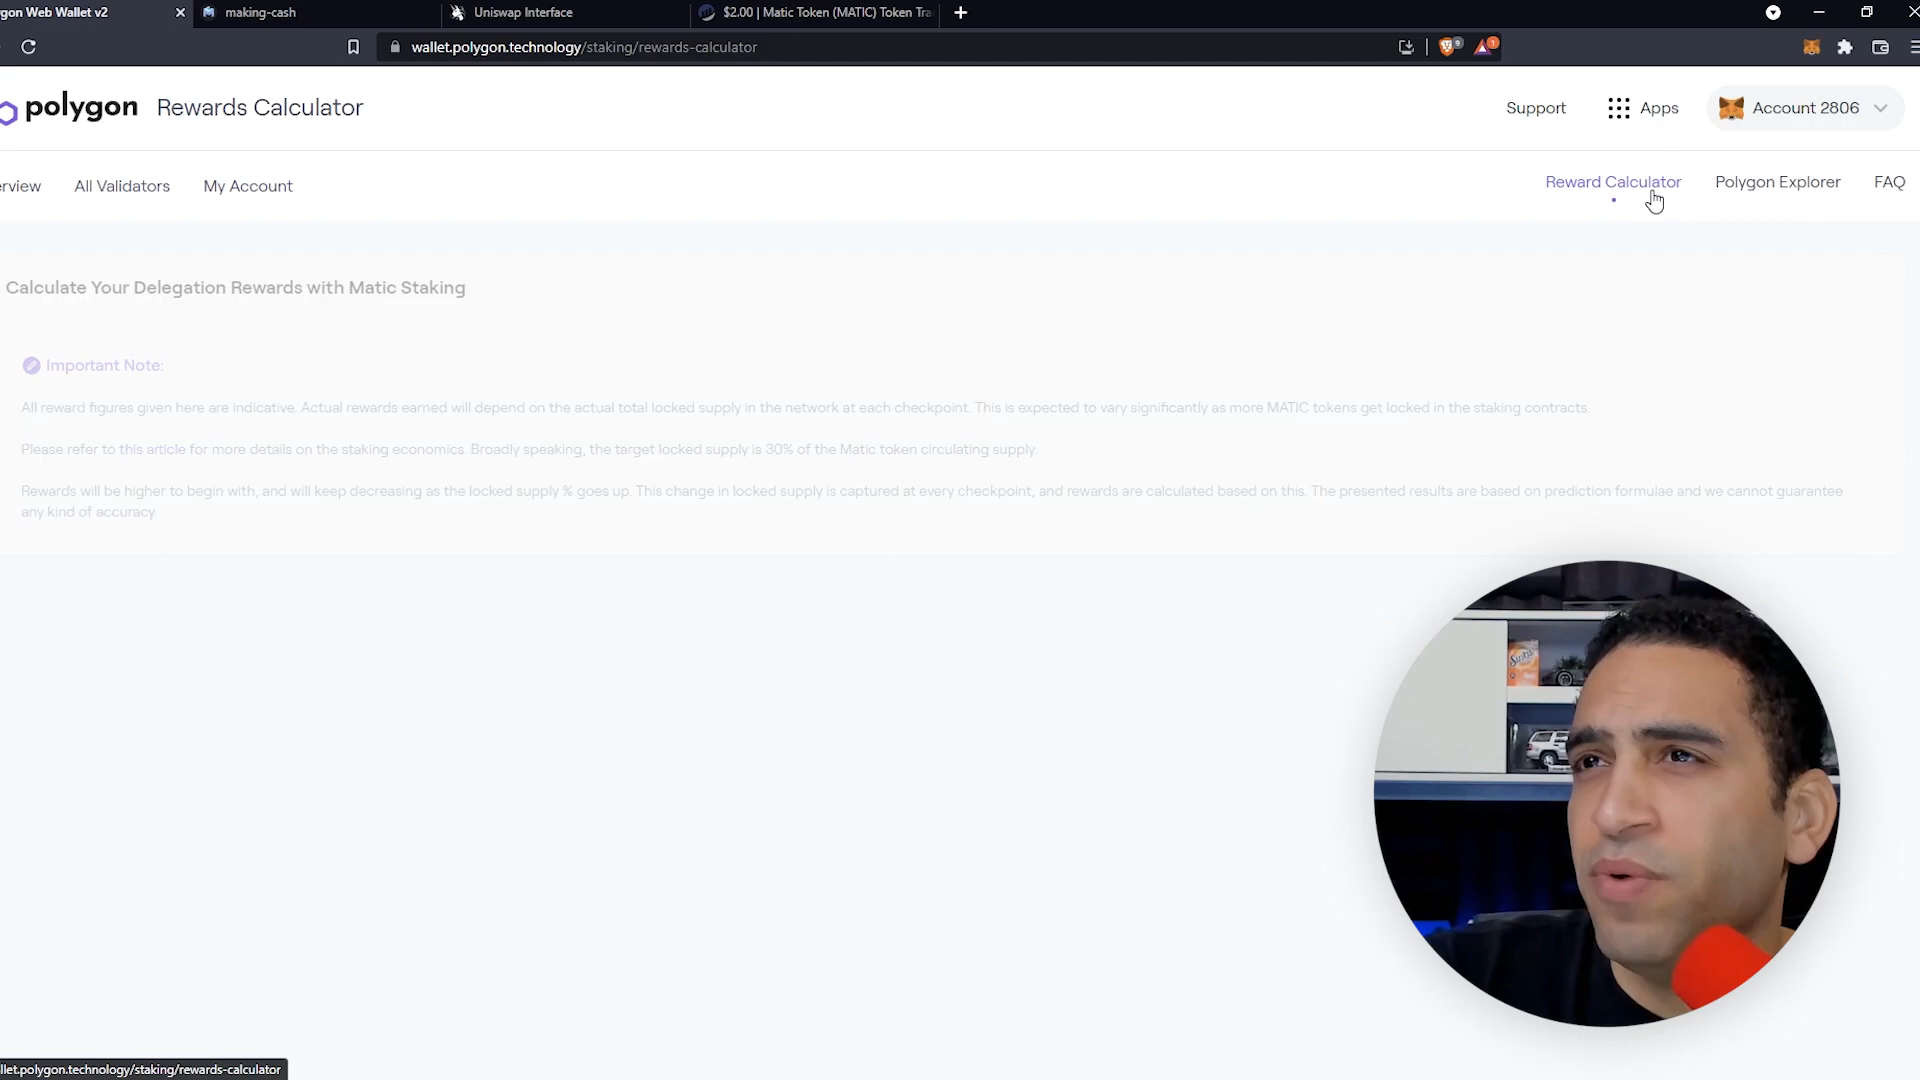 gon Web Wallet v2
making-cash
Uniswap Interface
$2.00 | Matic Token (MATIC) Token Tra
wallet.polygon.technology/staking/rewards-calculator
9
1
polygon
Rewards Calculator
Support
Apps
Account 2806
erview
All Validators
My Account
Reward Calculator
Polygon Explorer
FAQ
Calculate Your Delegation Rewards with Matic Staking
Important Note:
All reward figures given here are indicative. Actual rewards earned will depend on the actual total locked supply in the network at each checkpoint. This is expected to vary significantly as more MATIC tokens get locked in the staking contracts.
Please refer to this article for more details on the staking economics. Broadly speaking, the target locked supply is 30% of the Matic token circulating supply.
Rewards will be higher to begin with, and will keep decreasing as the locked supply % goes up. This change in locked supply is captured at every checkpoint, and rewards are calculated based on this. The presented results are based on prediction formulae and we cannot guarantee
any kind of accuracy.
llet.polygon.technology/staking/rewards-calculator